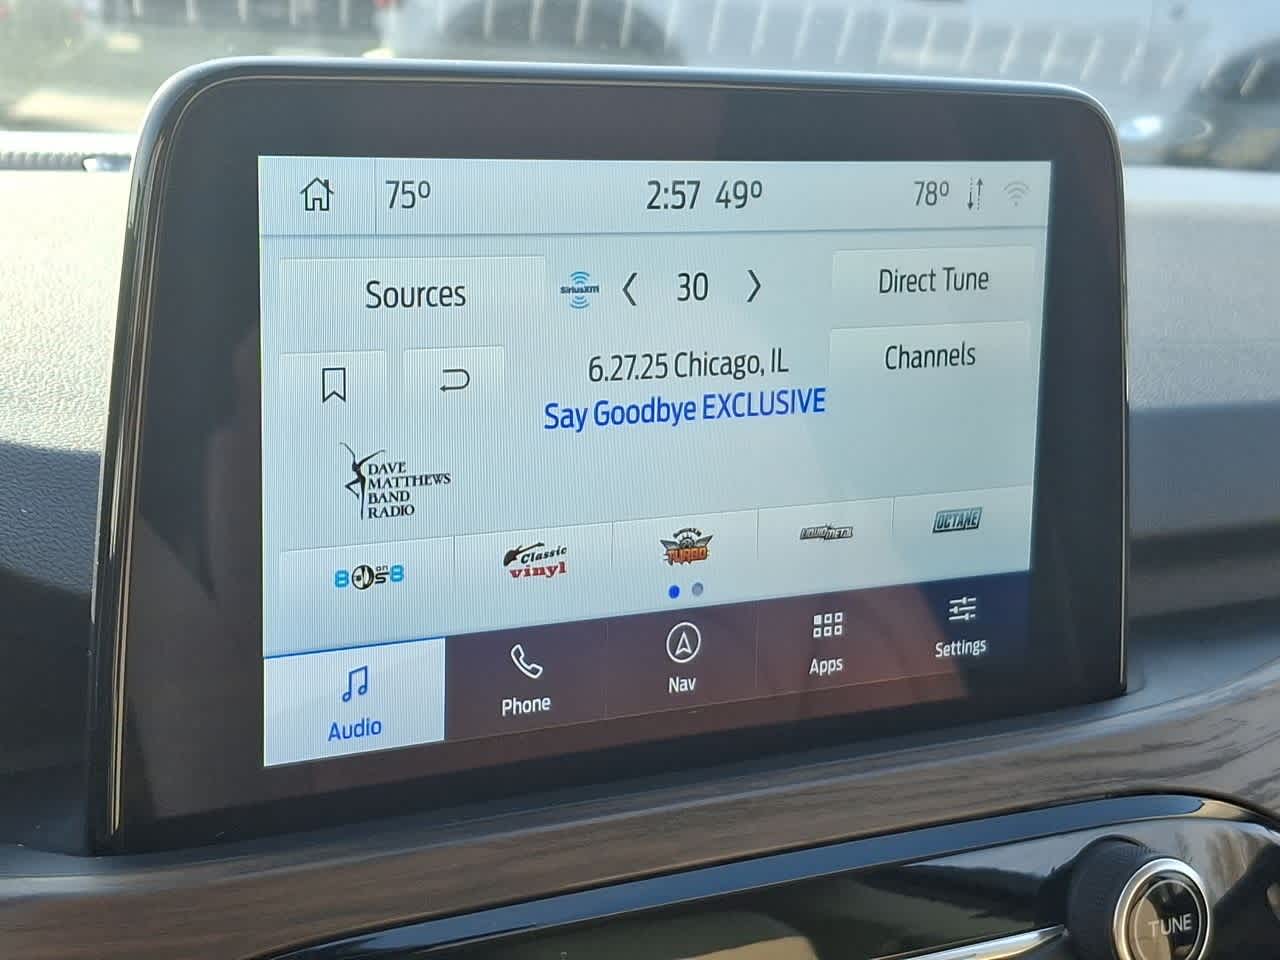 75° 2:57 49° 78°
Sources
SiriusXM
30
Direct Tune
6.27.25 Chicago, IL
Channels
Say Goodbye EXCLUSIVE
DAVE
MATTHEWS
BAND
RADIO
80s on 8
Classic
vinyl
TURBO
LIQUID METAL
OCTANE
Audio
Phone
Nav
Apps
Settings
TUNE